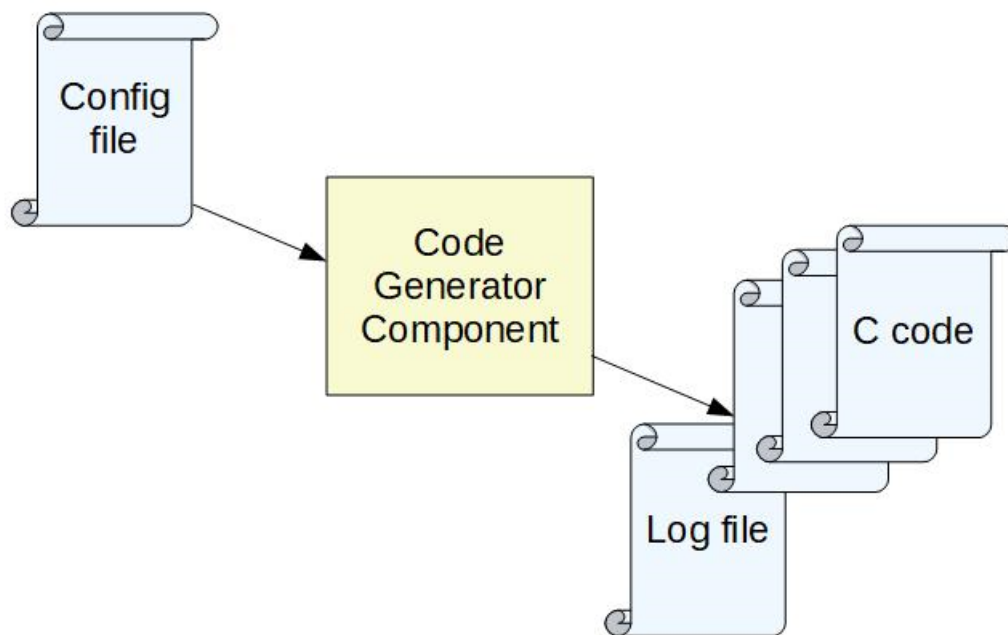 Config
file
Code
Generator
Component
C code
Log file